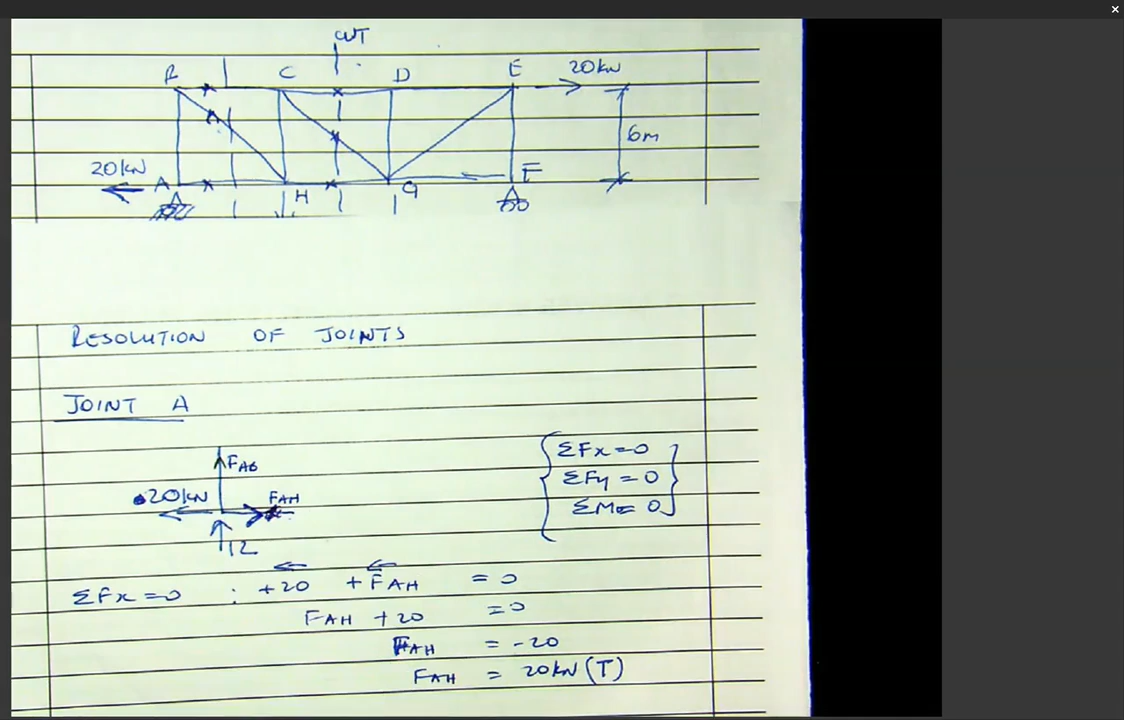 CUT
B C D E 20kN
6m
20kN A H G F
RESOLUTION OF JOINTS
JOINT A
FAB
ΣFx=0
20kN FAH
ΣFy = 0
ΣM= 0
12
ΣFx=0 : +20 +FAH = 0
FAH +20 =0
FAH = -20
FAH = 20kN (T)